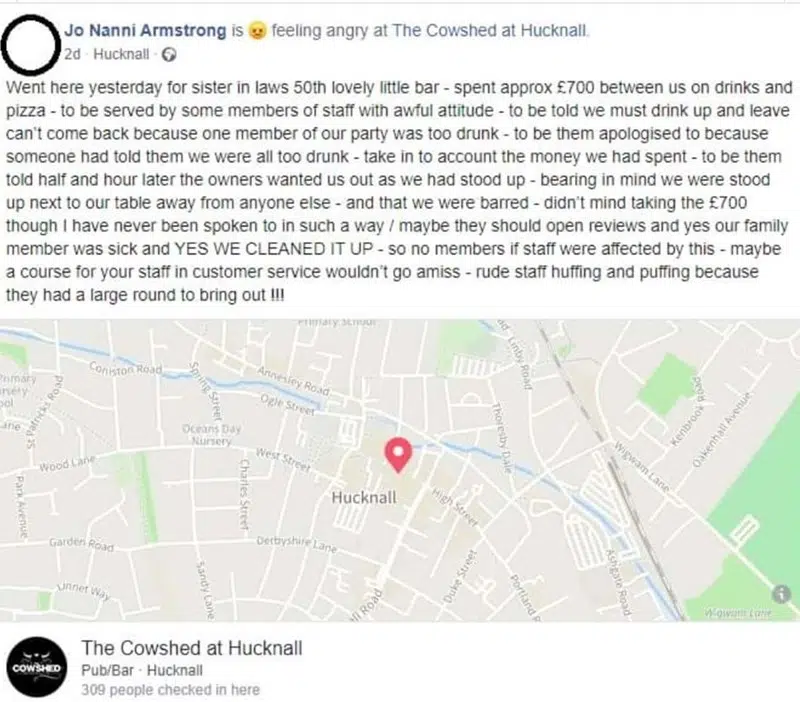 Jo Nanni Armstrong is 😠 feeling angry at The Cowshed at Hucknall.
2d · Hucknall ·
Went here yesterday for sister in laws 50th lovely little bar - spent approx £700 between us on drinks and
pizza - to be served by some members of staff with awful attitude - to be told we must drink up and leave
can't come back because one member of our party was too drunk - to be them apologised to because
someone had told them we were all too drunk - take in to account the money we had spent - to be them
told half and hour later the owners wanted us out as we had stood up - bearing in mind we were stood
up next to our table away from anyone else - and that we were barred - didn't mind taking the £700
though I have never been spoken to in such a way / maybe they should open reviews and yes our family
member was sick and YES WE CLEANED IT UP - so no members if staff were affected by this - maybe
a course for your staff in customer service wouldn't go amiss - rude staff huffing and puffing because
they had a large round to bring out !!!
Primary School
Linby Road
Coniston Road
Spring Street
Annesley Road
Ogle Street
Thoresby Dale
Kenbrook Road
Oakenhall Avenue
St Patrick's Road
Oceans Day
Nursery
West Street
Wood Lane
Charles Street
Wigwam Lane
Park Avenue
Hucknall
High Street
Garden Road
Derbyshire Lane
Duke Street
Ashgate Road
Sandy Lane
Portland
Road
Wigwam Lane
The Cowshed at Hucknall
COWSHED
Pub/Bar · Hucknall
309 people checked in here